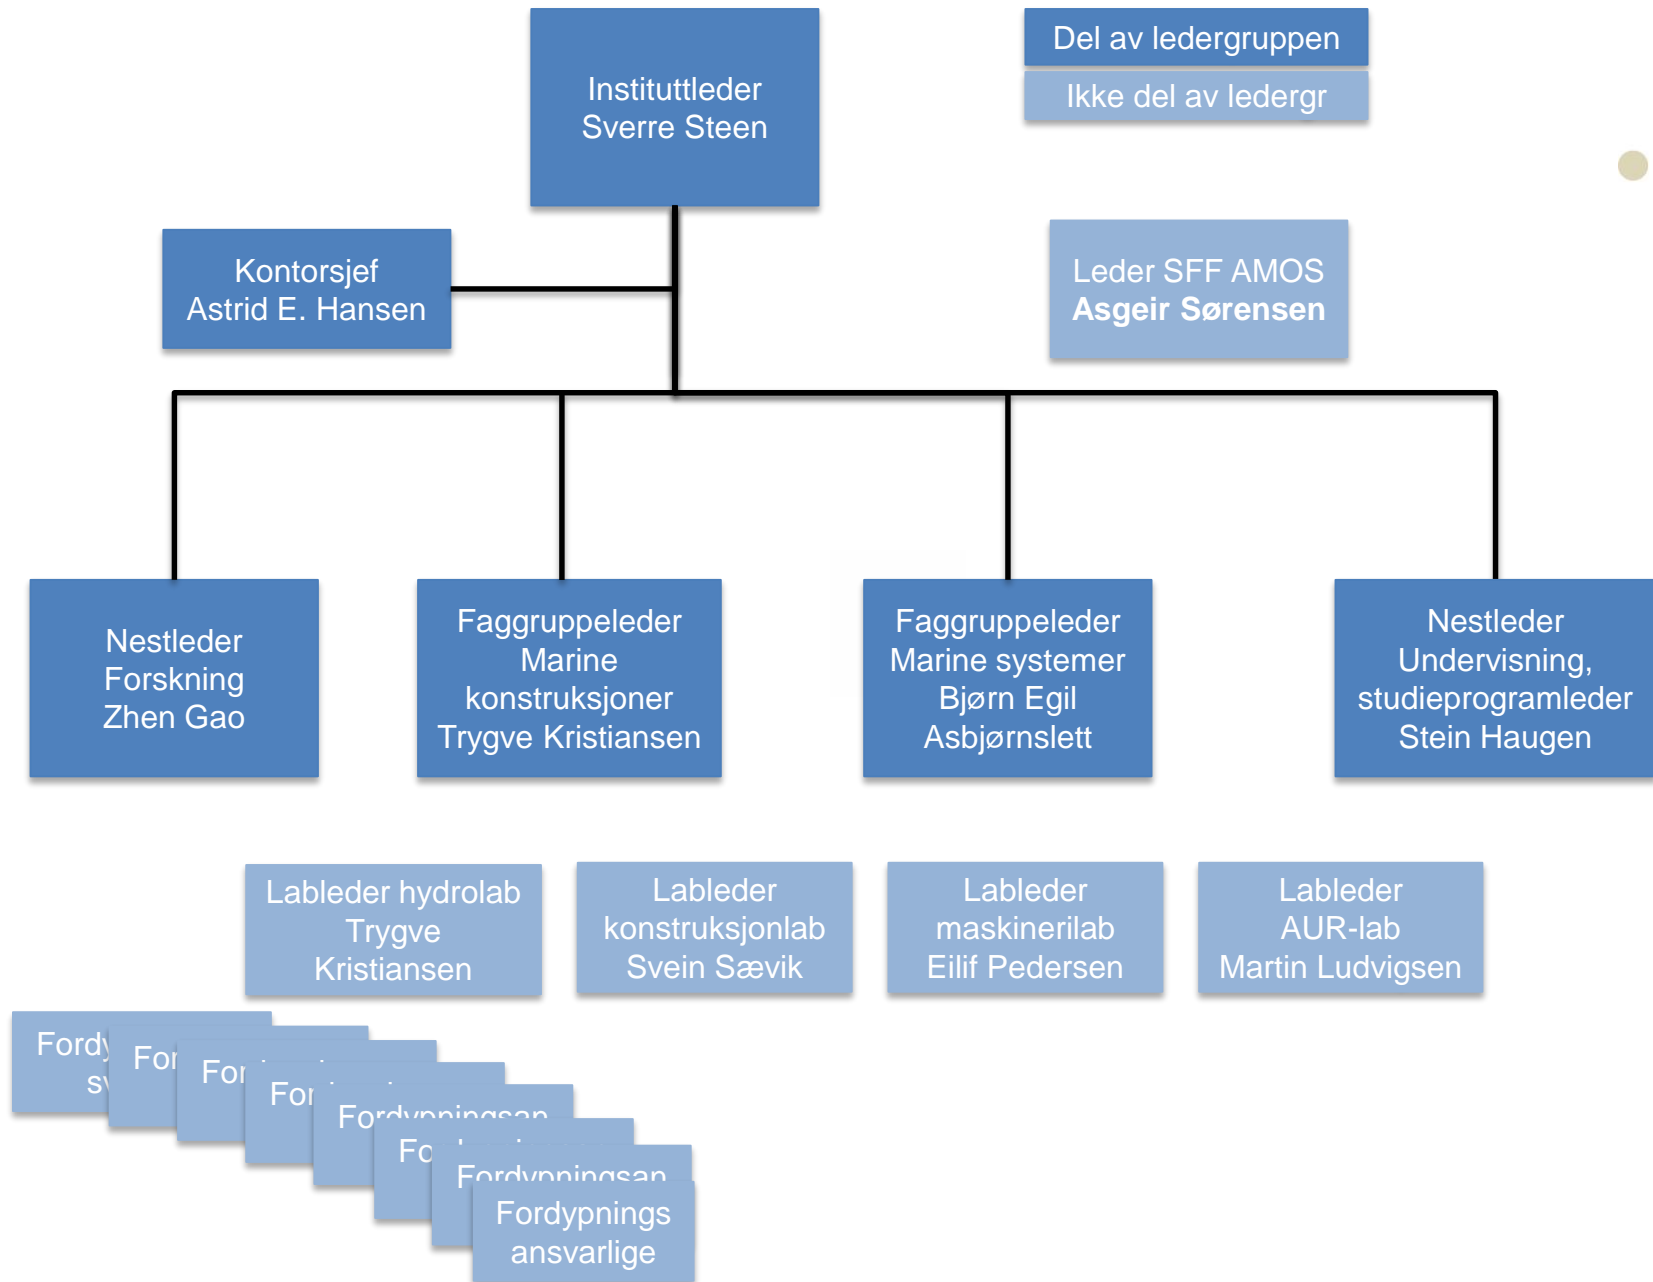 Instituttleder
Sverre Steen
Del av ledergruppen
Ikke del av ledergr
Kontorsjef
Astrid E. Hansen
Leder SFF AMOS
Asgeir Sørensen
Nestleder
Forskning
Zhen Gao
Faggruppeleder
Marine
konstruksjoner
Trygve Kristiansen
Faggruppeleder
Marine systemer
Bjørn Egil
Asbjørnslett
Nestleder
Undervisning,
studieprogramleder
Stein Haugen
Lableder hydrolab
Trygve
Kristiansen
Lableder
konstruksjonlab
Svein Sævik
Lableder
maskinerilab
Eilif Pedersen
Lableder
AUR-lab
Martin Ludvigsen
Fordypningsan
Fordypningsan
Fordypnings
ansvarlige